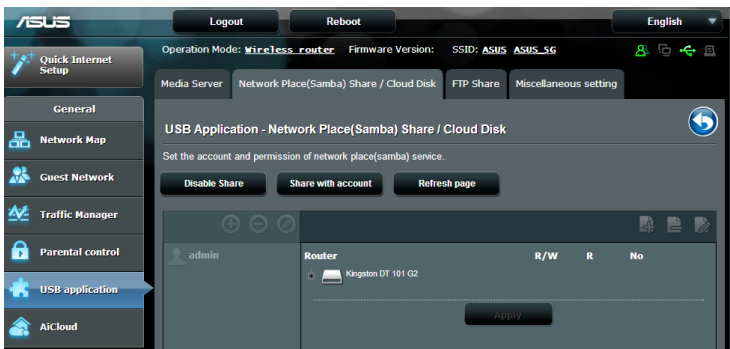 ASUS
Logout
Reboot
English
Operation Mode: Wireless router Firmware Version: SSID: ASUS ASUS_5G
Quick Internet Setup
Media Server
Network Place(Samba) Share / Cloud Disk
FTP Share
Miscellaneous setting
General
Network Map
Guest Network
Traffic Manager
Parental control
USB application
AiCloud
USB Application - Network Place(Samba) Share / Cloud Disk
Set the account and permission of network place(samba) service.
Disable Share
Share with account
Refresh page
admin
Router
R/W
R
No
Kingston DT 101 G2
Apply